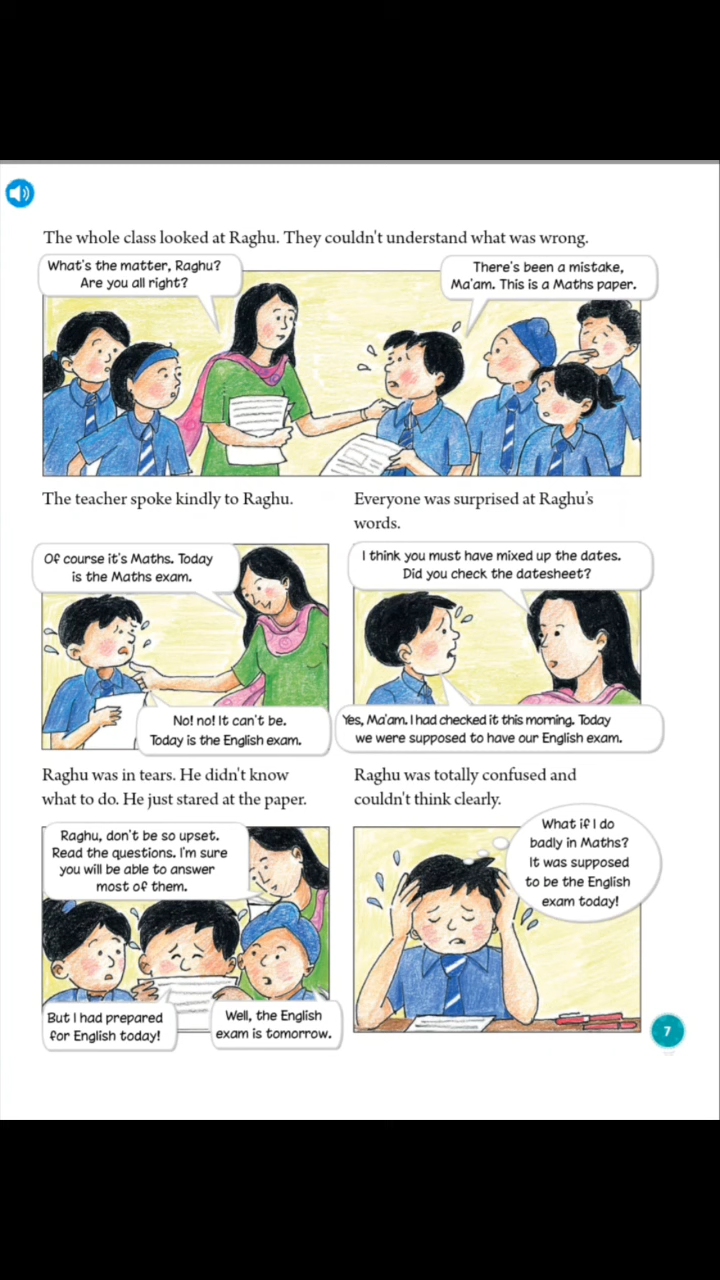 The whole class looked at Raghu. They couldn't understand what was wrong.
What's the matter, Raghu?
Are you all right?
There's been a mistake,
Ma'am. This is a Maths paper.
The teacher spoke kindly to Raghu.
Everyone was surprised at Raghu's
words.
Of course it's Maths. Today
is the Maths exam.
No! no! It can't be.
Today is the English exam.
I think you must have mixed up the dates.
Did you check the datesheet?
Yes, Ma'am. I had checked it this morning. Today
we were supposed to have our English exam.
Raghu was in tears. He didn't know
what to do. He just stared at the paper.
Raghu was totally confused and
couldn't think clearly.
Raghu, don't be so upset.
Read the questions. I'm sure
you will be able to answer
most of them.
But I had prepared
for English today!
Well, the English
exam is tomorrow.
What if I do
badly in Maths?
It was supposed
to be the English
exam today!
7